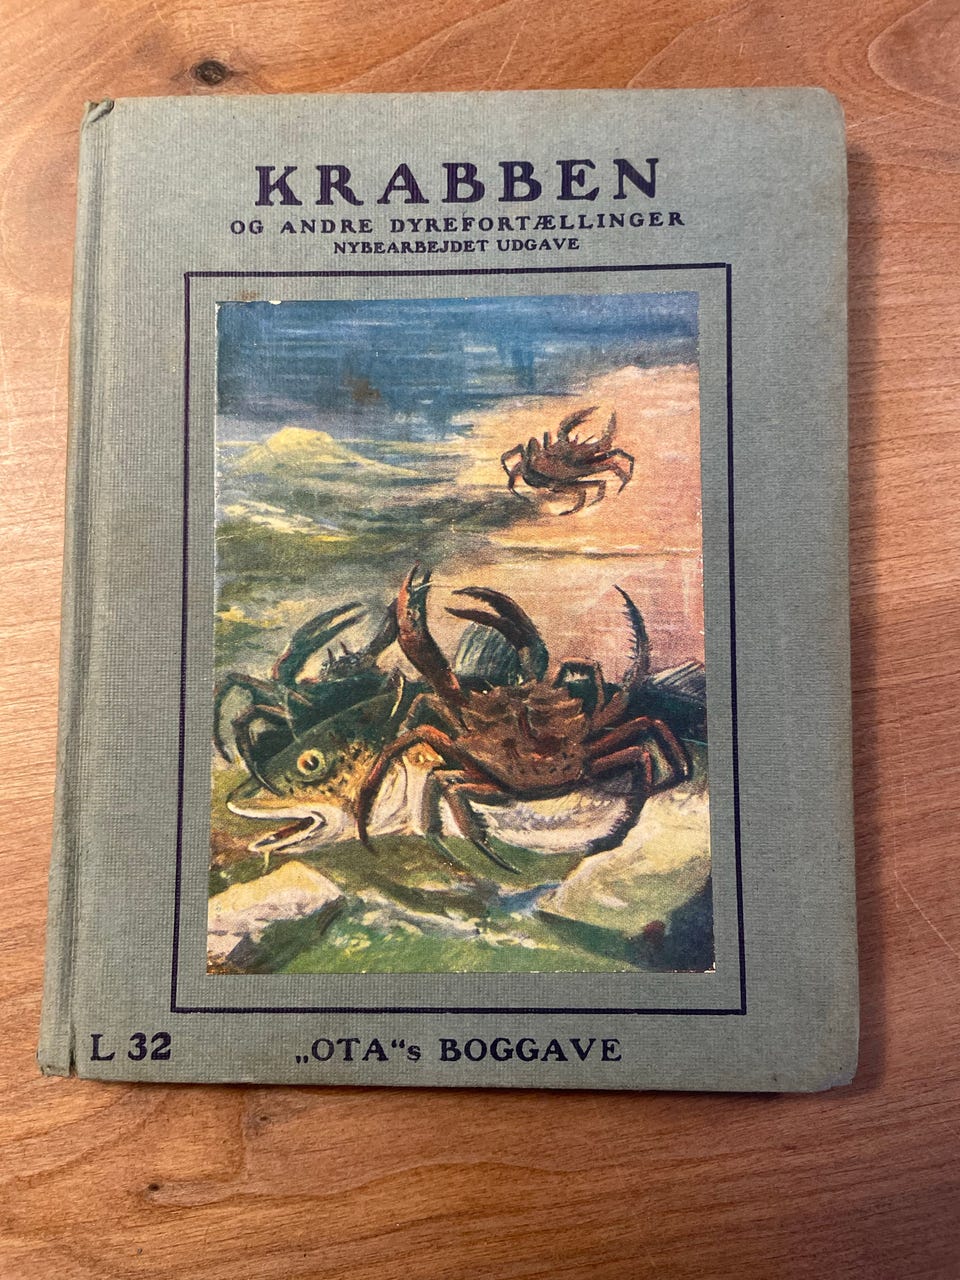 KRABBEN
OG ANDRE DYREFORTÆLLINGER
NYBEARBEJDET UDGAVE
L 32
„OTA“s BOGGAVE